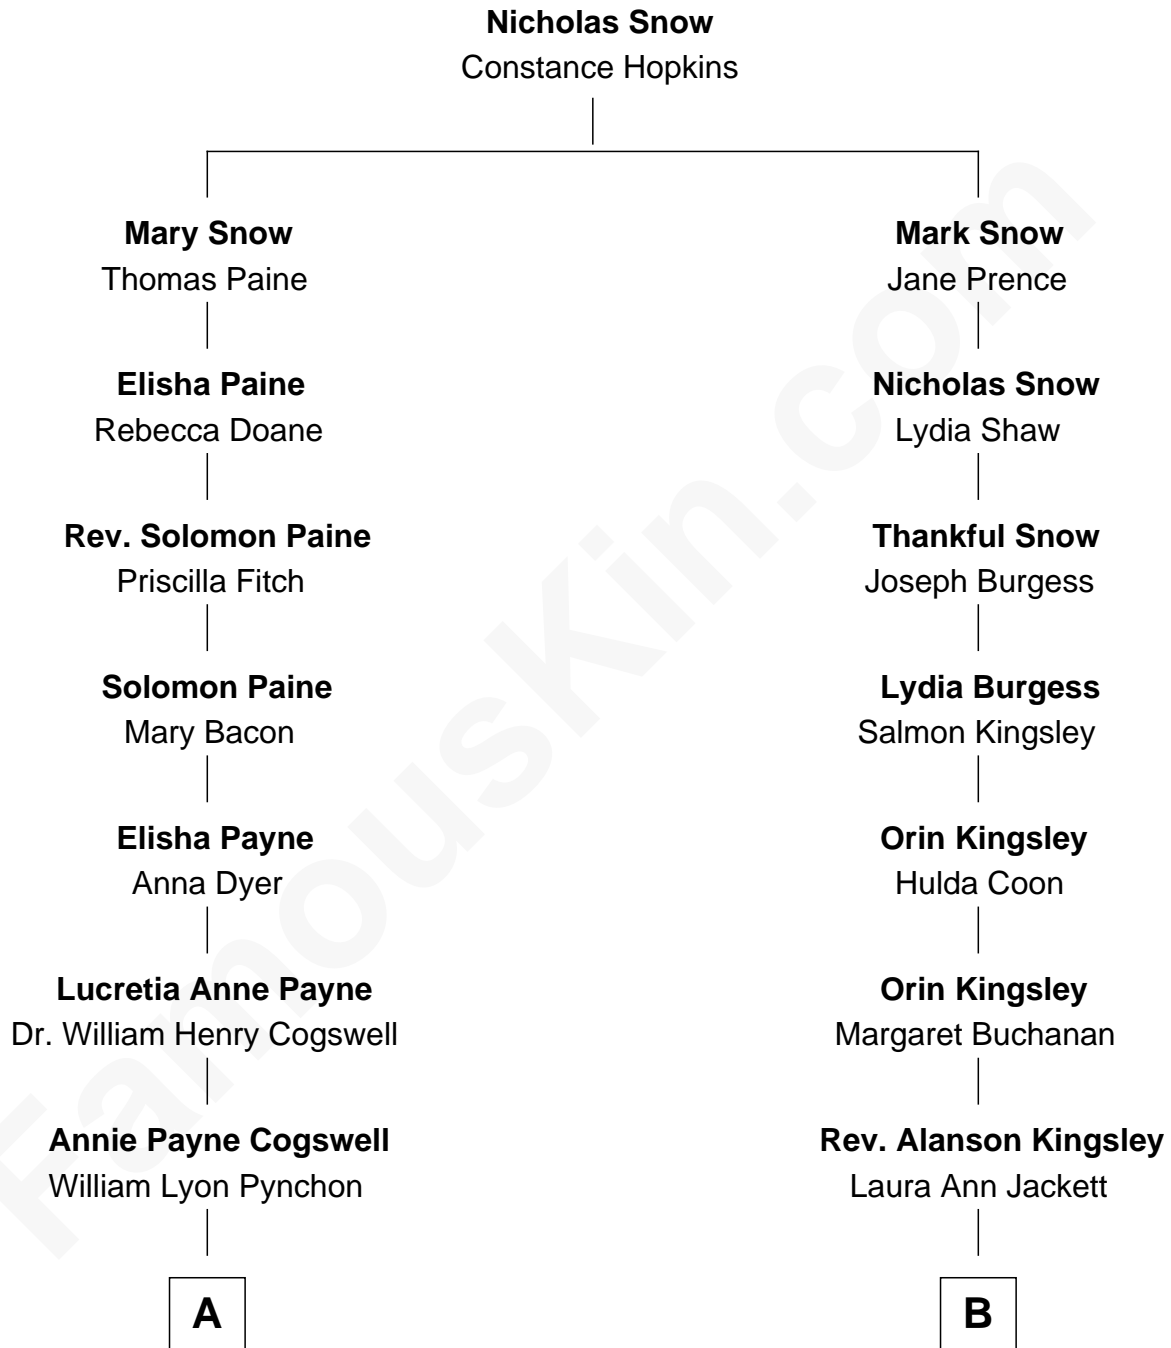 Nicholas Snow
Constance Hopkins
Mary Snow
Thomas Paine
Mark Snow
Jane Prence
Elisha Paine
Rebecca Doane
Nicholas Snow
Lydia Shaw
Rev. Solomon Paine
Priscilla Fitch
Thankful Snow
Joseph Burgess
Solomon Paine
Mary Bacon
Lydia Burgess
Salmon Kingsley
Elisha Payne
Anna Dyer
Orin Kingsley
Hulda Coon
Lucretia Anne Payne
Dr. William Henry Cogswell
Orin Kingsley
Margaret Buchanan
Annie Payne Cogswell
William Lyon Pynchon
Rev. Alanson Kingsley
Laura Ann Jackett
A
B
FamousKin.com